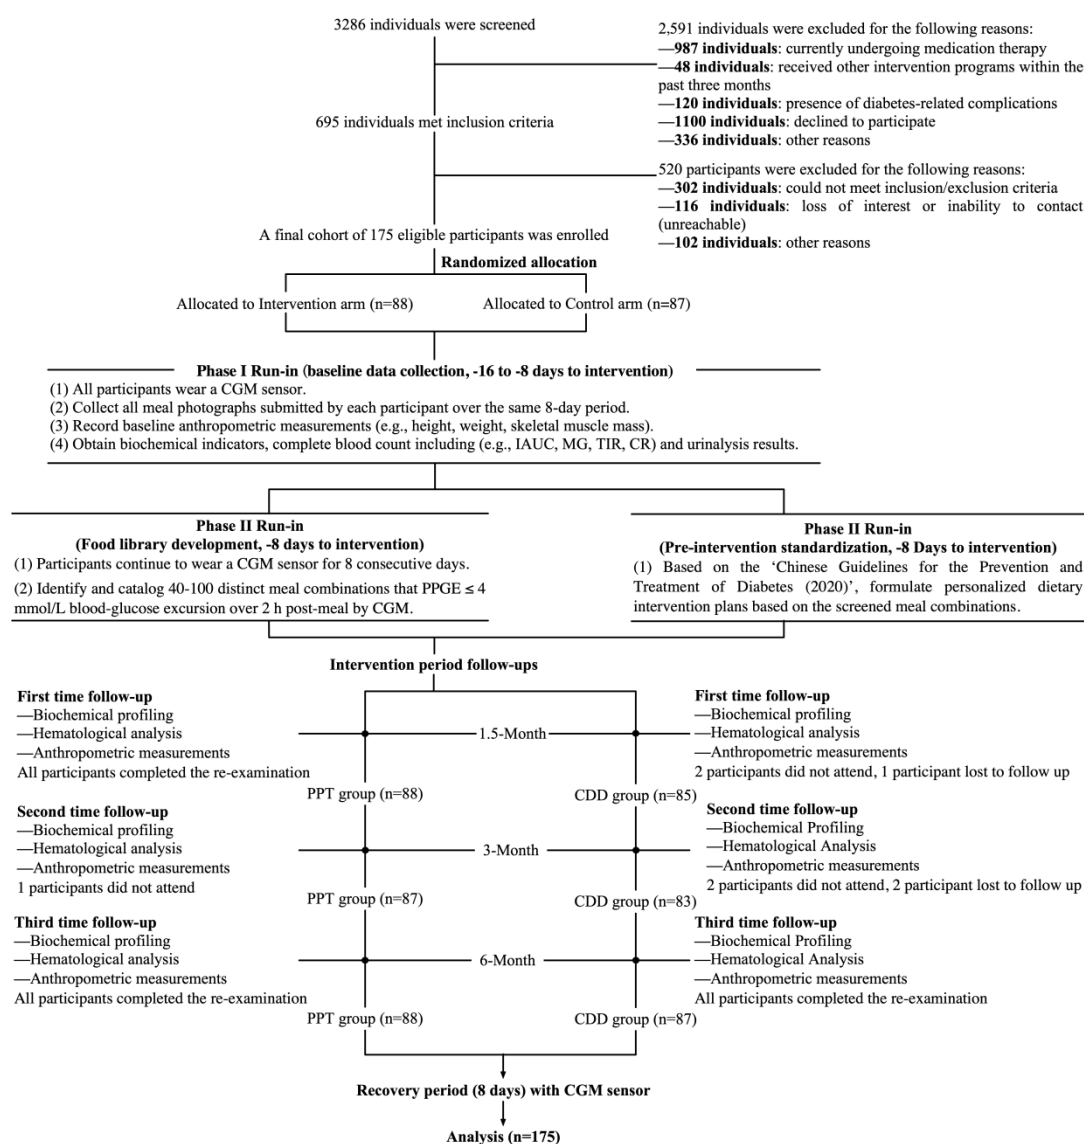 3286 individuals were screened
2,591 individuals were excluded for the following reasons:
—987 individuals: currently undergoing medication therapy
—48 individuals: received other intervention programs within the
past three months
—120 individuals: presence of diabetes-related complications
—1100 individuals: declined to participate
—336 individuals: other reasons
695 individuals met inclusion criteria
520 participants were excluded for the following reasons:
—302 individuals: could not meet inclusion/exclusion criteria
—116 individuals: loss of interest or inability to contact
(unreachable)
—102 individuals: other reasons
A final cohort of 175 eligible participants was enrolled
Randomized allocation
Allocated to Intervention arm (n=88)
Allocated to Control arm (n=87)
Phase I Run-in (baseline data collection, -16 to -8 days to intervention)
(1) All participants wear a CGM sensor.
(2) Collect all meal photographs submitted by each participant over the same 8-day period.
(3) Record baseline anthropometric measurements (e.g., height, weight, skeletal muscle mass).
(4) Obtain biochemical indicators, complete blood count including (e.g., IAUC, MG, TIR, CR) and urinalysis results.
Phase II Run-in
(Food library development, -8 days to intervention)
(1) Participants continue to wear a CGM sensor for 8 consecutive days.
(2) Identify and catalog 40-100 distinct meal combinations that PPGE ≤ 4
mmol/L blood-glucose excursion over 2 h post-meal by CGM.
Phase II Run-in
(Pre-intervention standardization, -8 Days to intervention)
(1) Based on the ‘Chinese Guidelines for the Prevention and
Treatment of Diabetes (2020)’, formulate personalized dietary
intervention plans based on the screened meal combinations.
Intervention period follow-ups
First time follow-up
—Biochemical profiling
—Hematological analysis
—Anthropometric measurements
All participants completed the re-examination
1.5-Month
First time follow-up
—Biochemical profiling
—Hematological analysis
—Anthropometric measurements
2 participants did not attend, 1 participant lost to follow up
PPT group (n=88)
CDD group (n=85)
Second time follow-up
—Biochemical profiling
—Hematological analysis
—Anthropometric measurements
1 participants did not attend
3-Month
Second time follow-up
—Biochemical Profiling
—Hematological Analysis
—Anthropometric measurements
2 participants did not attend, 2 participant lost to follow up
PPT group (n=87)
CDD group (n=83)
Third time follow-up
—Biochemical profiling
—Hematological analysis
—Anthropometric measurements
All participants completed the re-examination
6-Month
Third time follow-up
—Biochemical Profiling
—Hematological Analysis
—Anthropometric measurements
All participants completed the re-examination
PPT group (n=88)
CDD group (n=87)
Recovery period (8 days) with CGM sensor
Analysis (n=175)